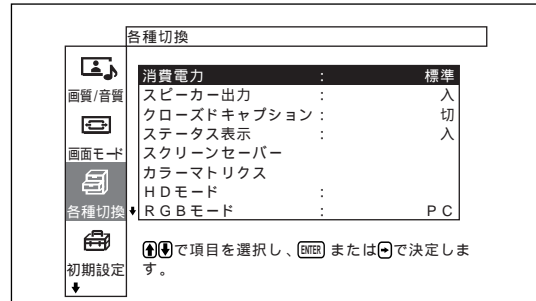 各種切換
画質/音質
画面モード
各種切換
初期設定
消費電力 : 標準
スピーカー出力 : 入
クローズドキャプション : 切
ステータス表示 : 入
スクリーンセーバー
カラーマトリクス
HDモード :
RGBモード : PC
で項目を選択し、ENTER またはで決定しま
す。